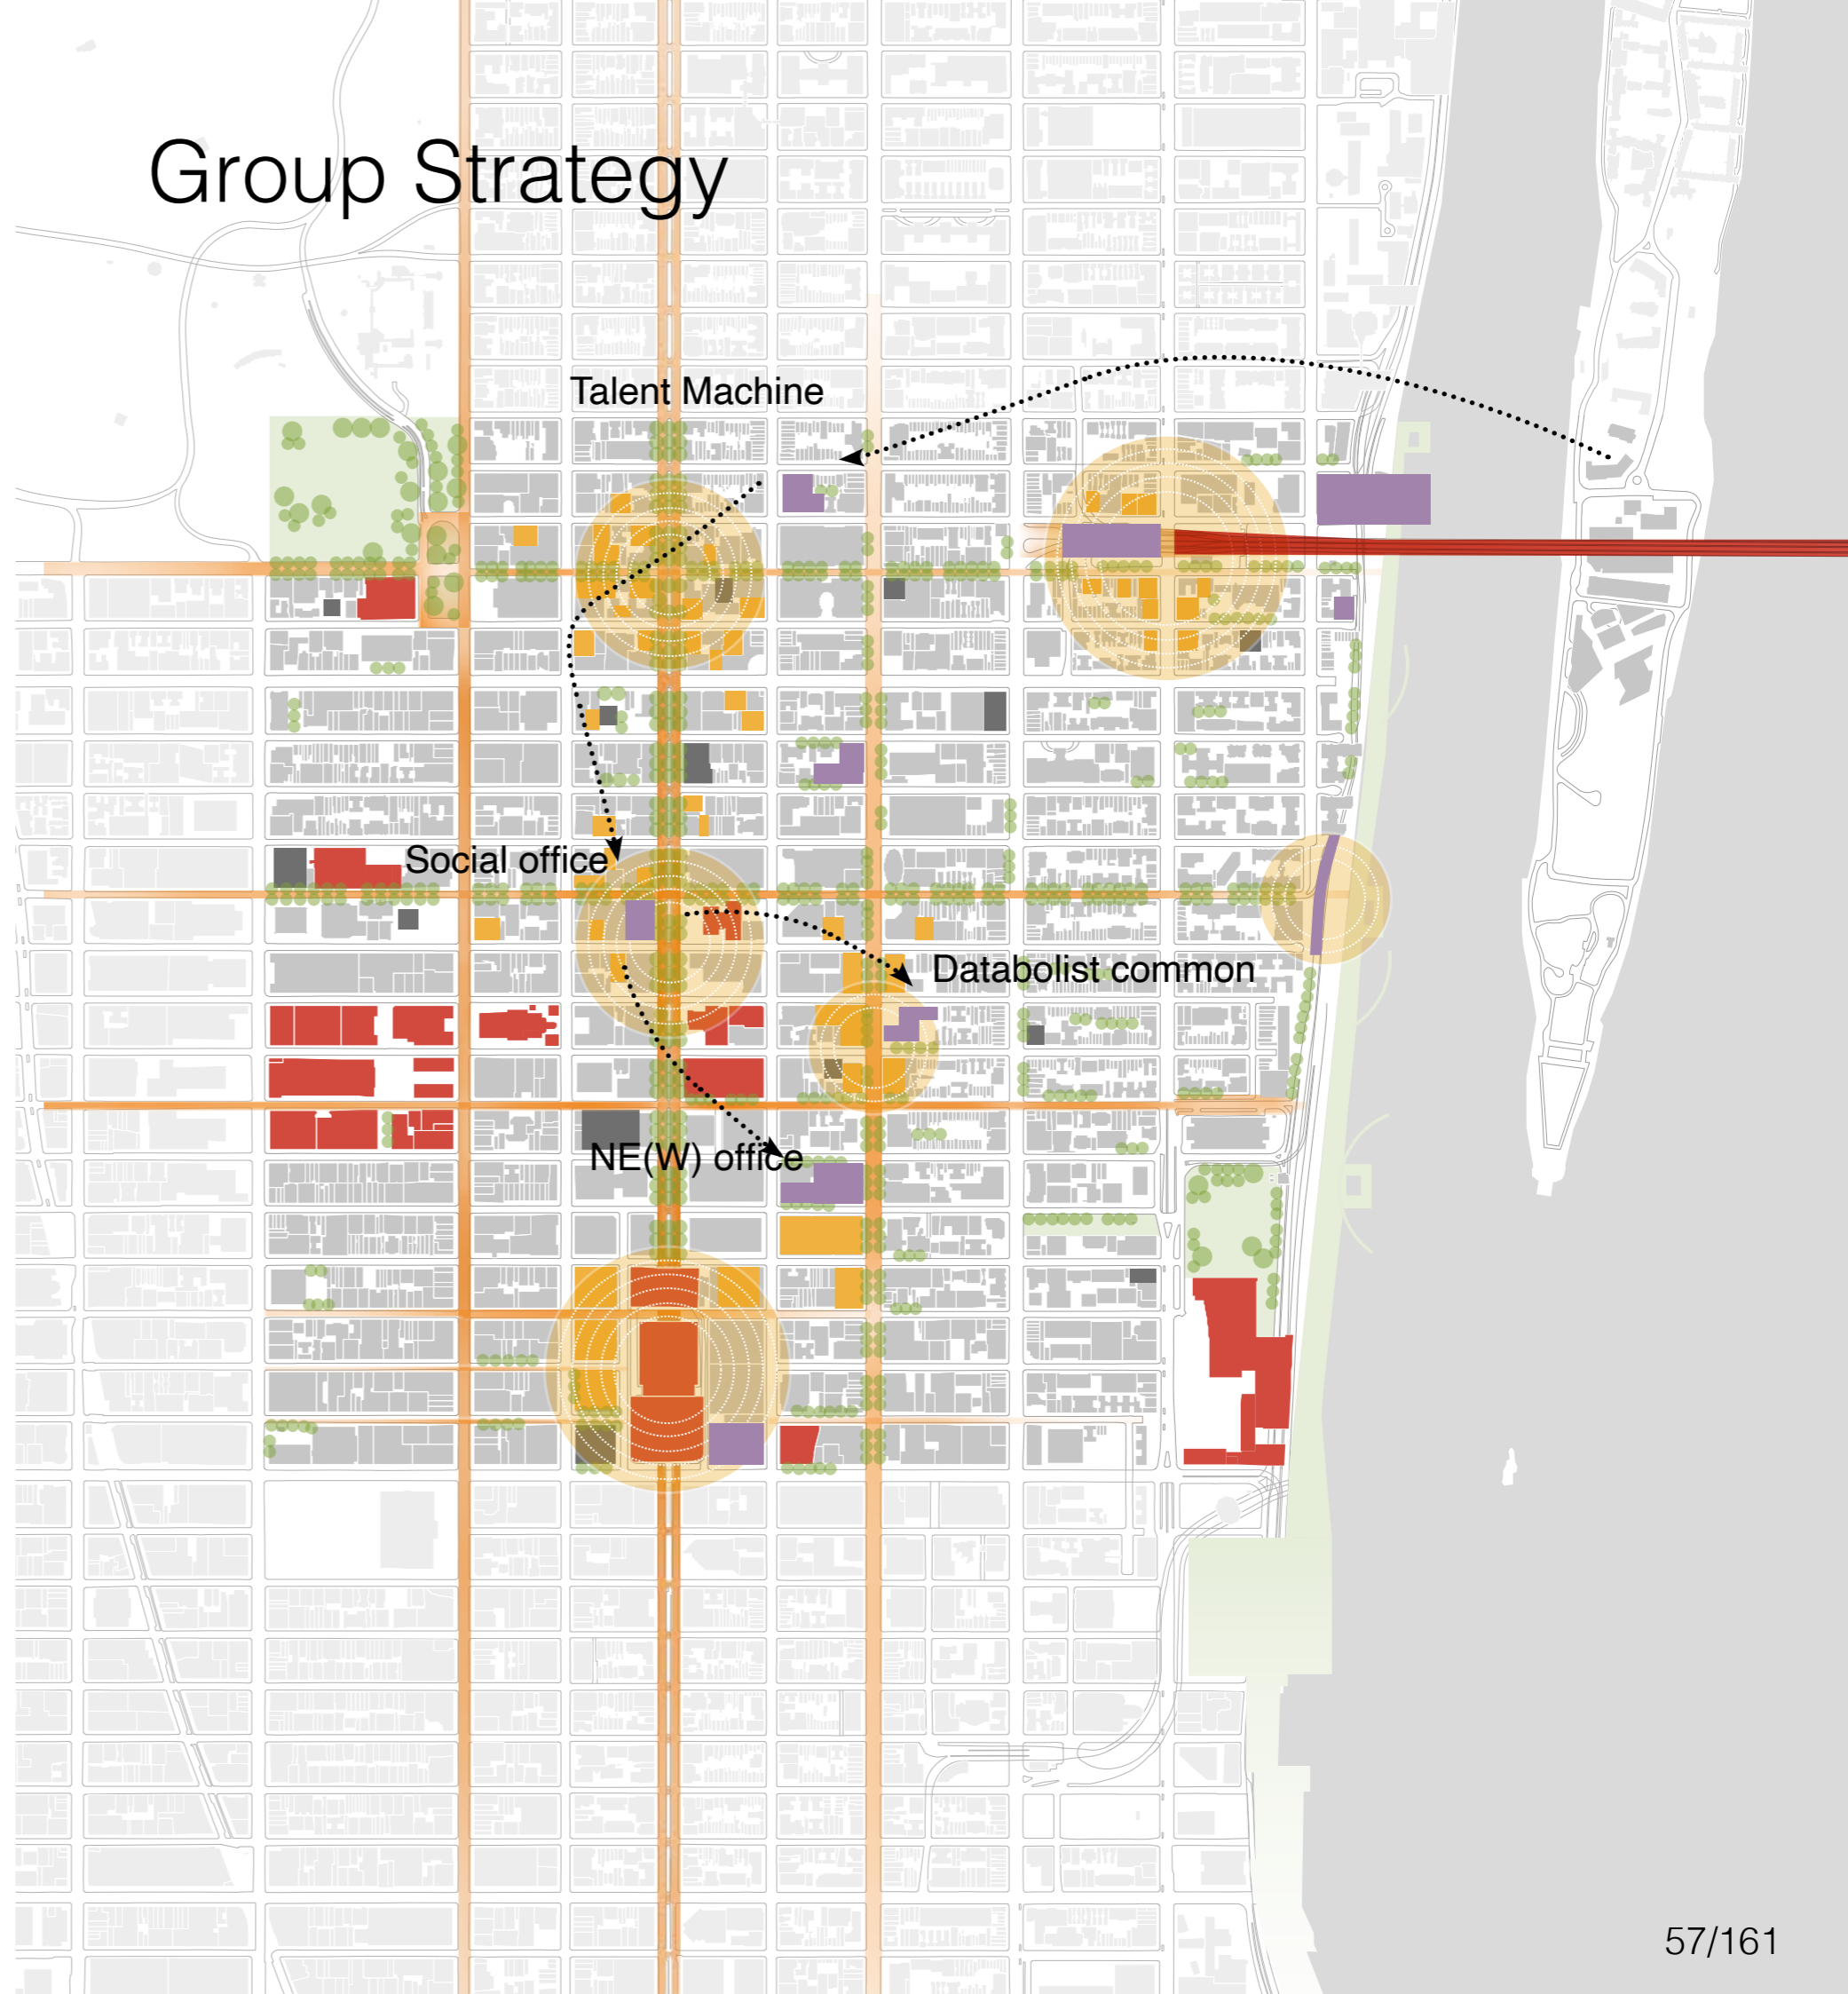 Group Strategy
Talent Machine
Social office
Databolist common
NE(W) office
57/161